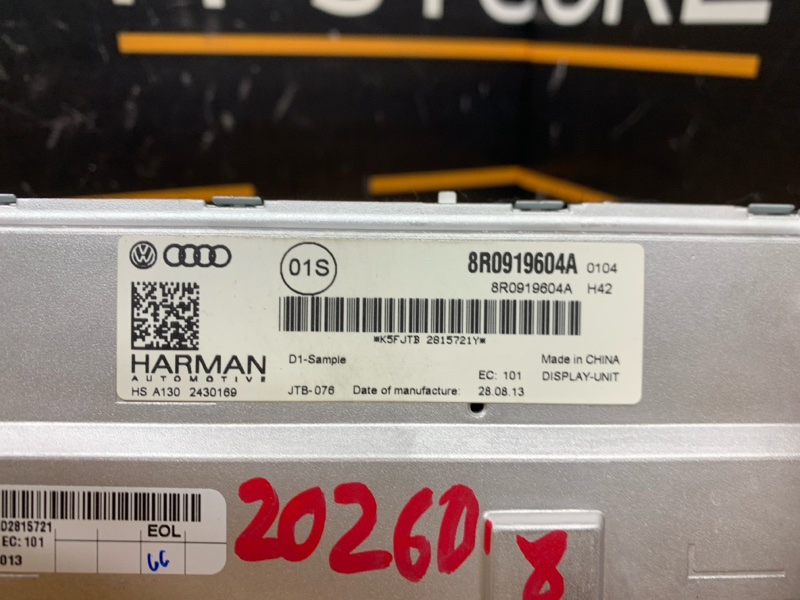 01S
8R0919604A 0104
8R0919604A H42
*K5FJTB 2815721Y*
HARMAN
AUTOMOTIVE
HS A130 2430169
D1-Sample
JTB-076 Date of manufacture:
EC: 101
28.08.13
Made in CHINA
DISPLAY-UNIT
D2815721
EOL
EC: 101
013
2026D
8